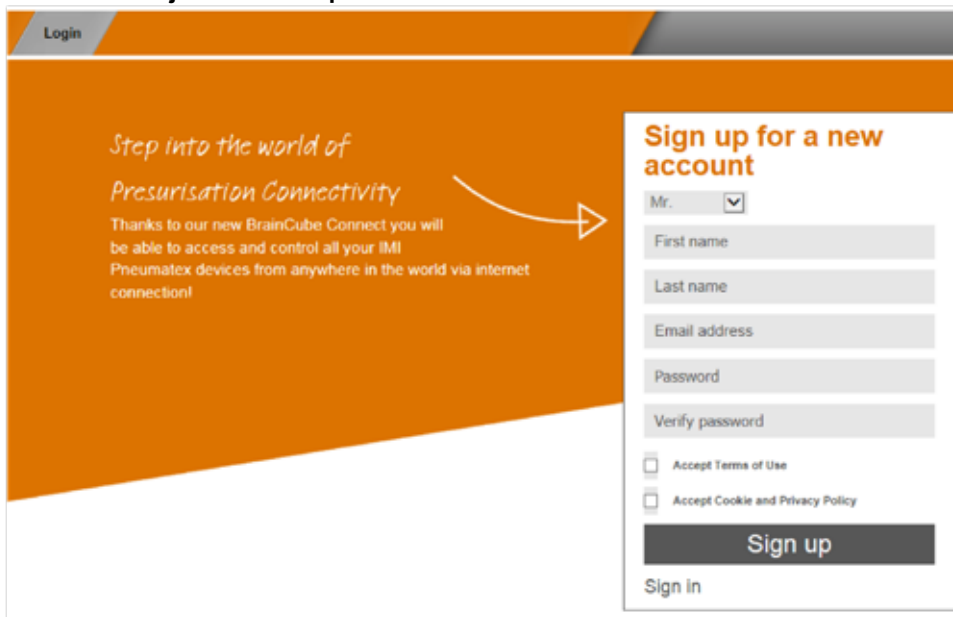 Login
Step into the world of
Presurisation Connectivity
Thanks to our new BrainCube Connect you will
be able to access and control all your IMI
Pneumatex devices from anywhere in the world via internet
connection!
Sign up for a new
account
Mr.
First name
Last name
Email address
Password
Verify password
Accept Terms of Use
Accept Cookie and Privacy Policy
Sign up
Sign in